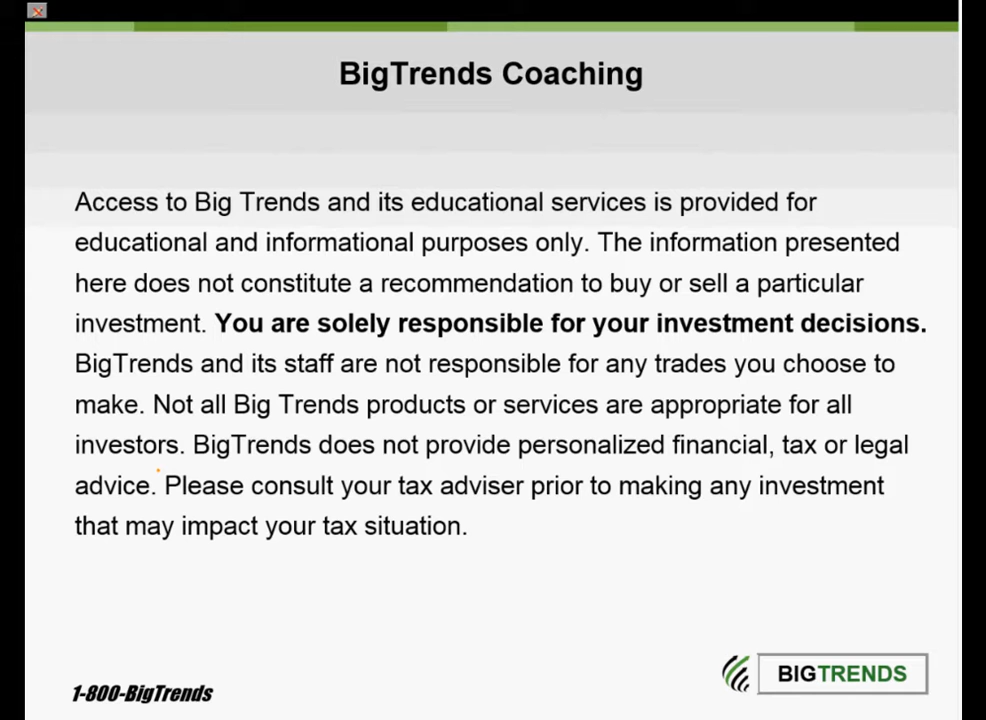 BigTrends Coaching
Access to Big Trends and its educational services is provided for
educational and informational purposes only. The information presented
here does not constitute a recommendation to buy or sell a particular
investment. You are solely responsible for your investment decisions.
BigTrends and its staff are not responsible for any trades you choose to
make. Not all Big Trends products or services are appropriate for all
investors. BigTrends does not provide personalized financial, tax or legal
advice. Please consult your tax adviser prior to making any investment
that may impact your tax situation.
1-800-BigTrends
BIGTRENDS